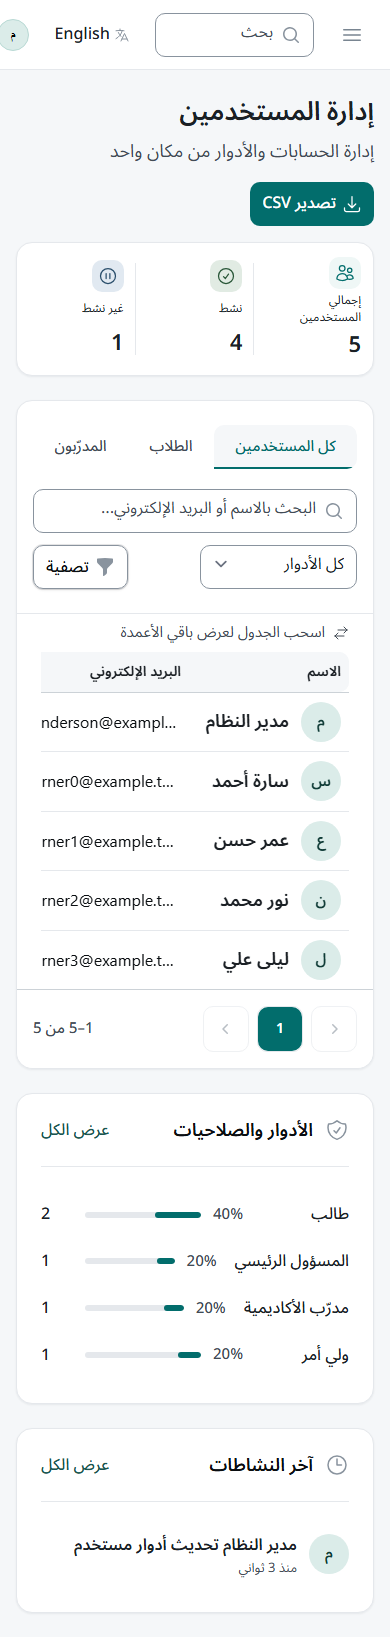 بحث
English
م
إدارة المستخدمين
إدارة الحسابات والأدوار من مكان واحد
تصدير CSV
إجمالي المستخدمين
5
نشط
4
غير نشط
1
كل المستخدمين
الطلاب
المدرّبون
البحث بالاسم أو البريد الإلكتروني...
كل الأدوار
تصفية
اسحب الجدول لعرض باقي الأعمدة
الاسم البريد الإلكتروني
م مدير النظام nderson@exampl...
س سارة أحمد rner0@example.t...
ع عمر حسن rner1@example.t...
ن نور محمد rner2@example.t...
ل ليلى علي rner3@example.t...
1
1–5 من 5
الأدوار والصلاحيات
عرض الكل
طالب 40% 2
المسؤول الرئيسي 20% 1
مدرّب الأكاديمية 20% 1
ولي أمر 20% 1
آخر النشاطات
عرض الكل
م
مدير النظام تحديث أدوار مستخدم
منذ 3 ثواني